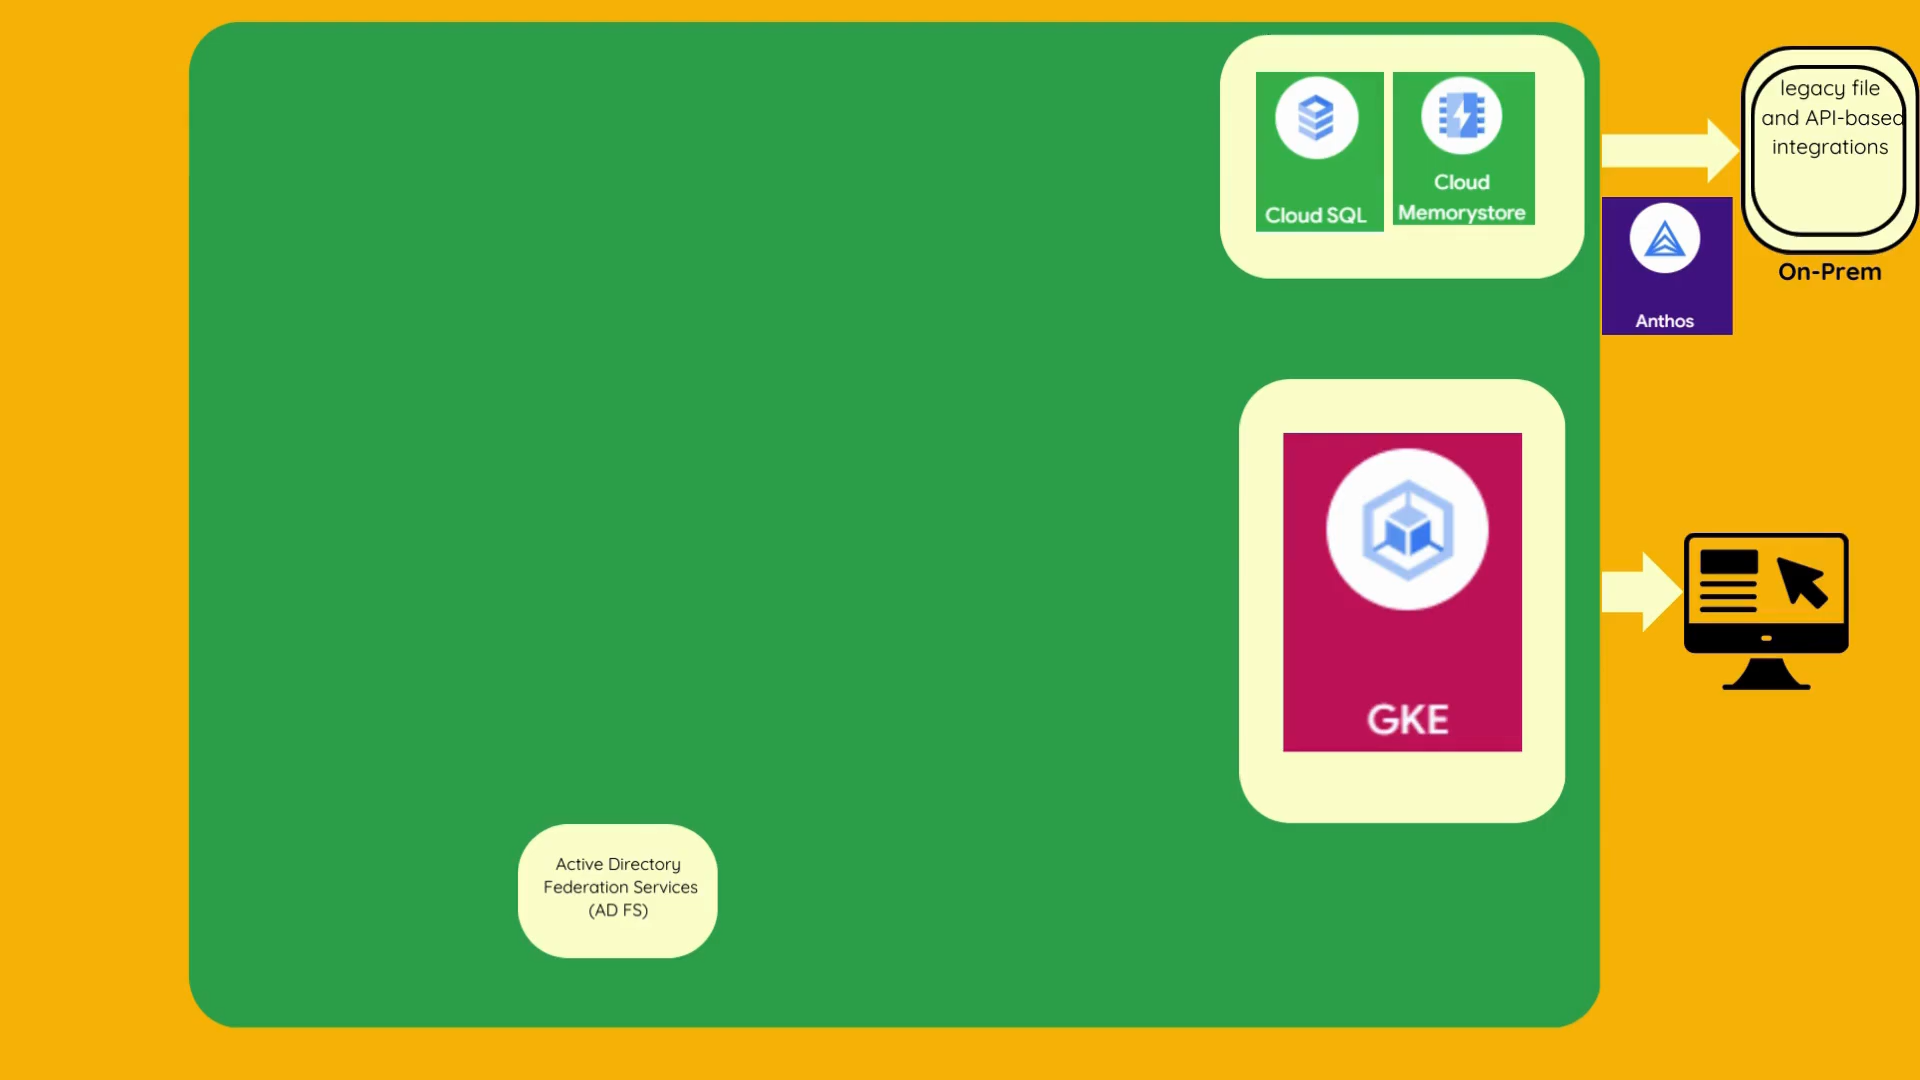 Cloud SQL
Cloud
Memorystore
legacy file
and API-based
integrations
On-Prem
Anthos
GKE
Active Directory
Federation Services
(AD FS)